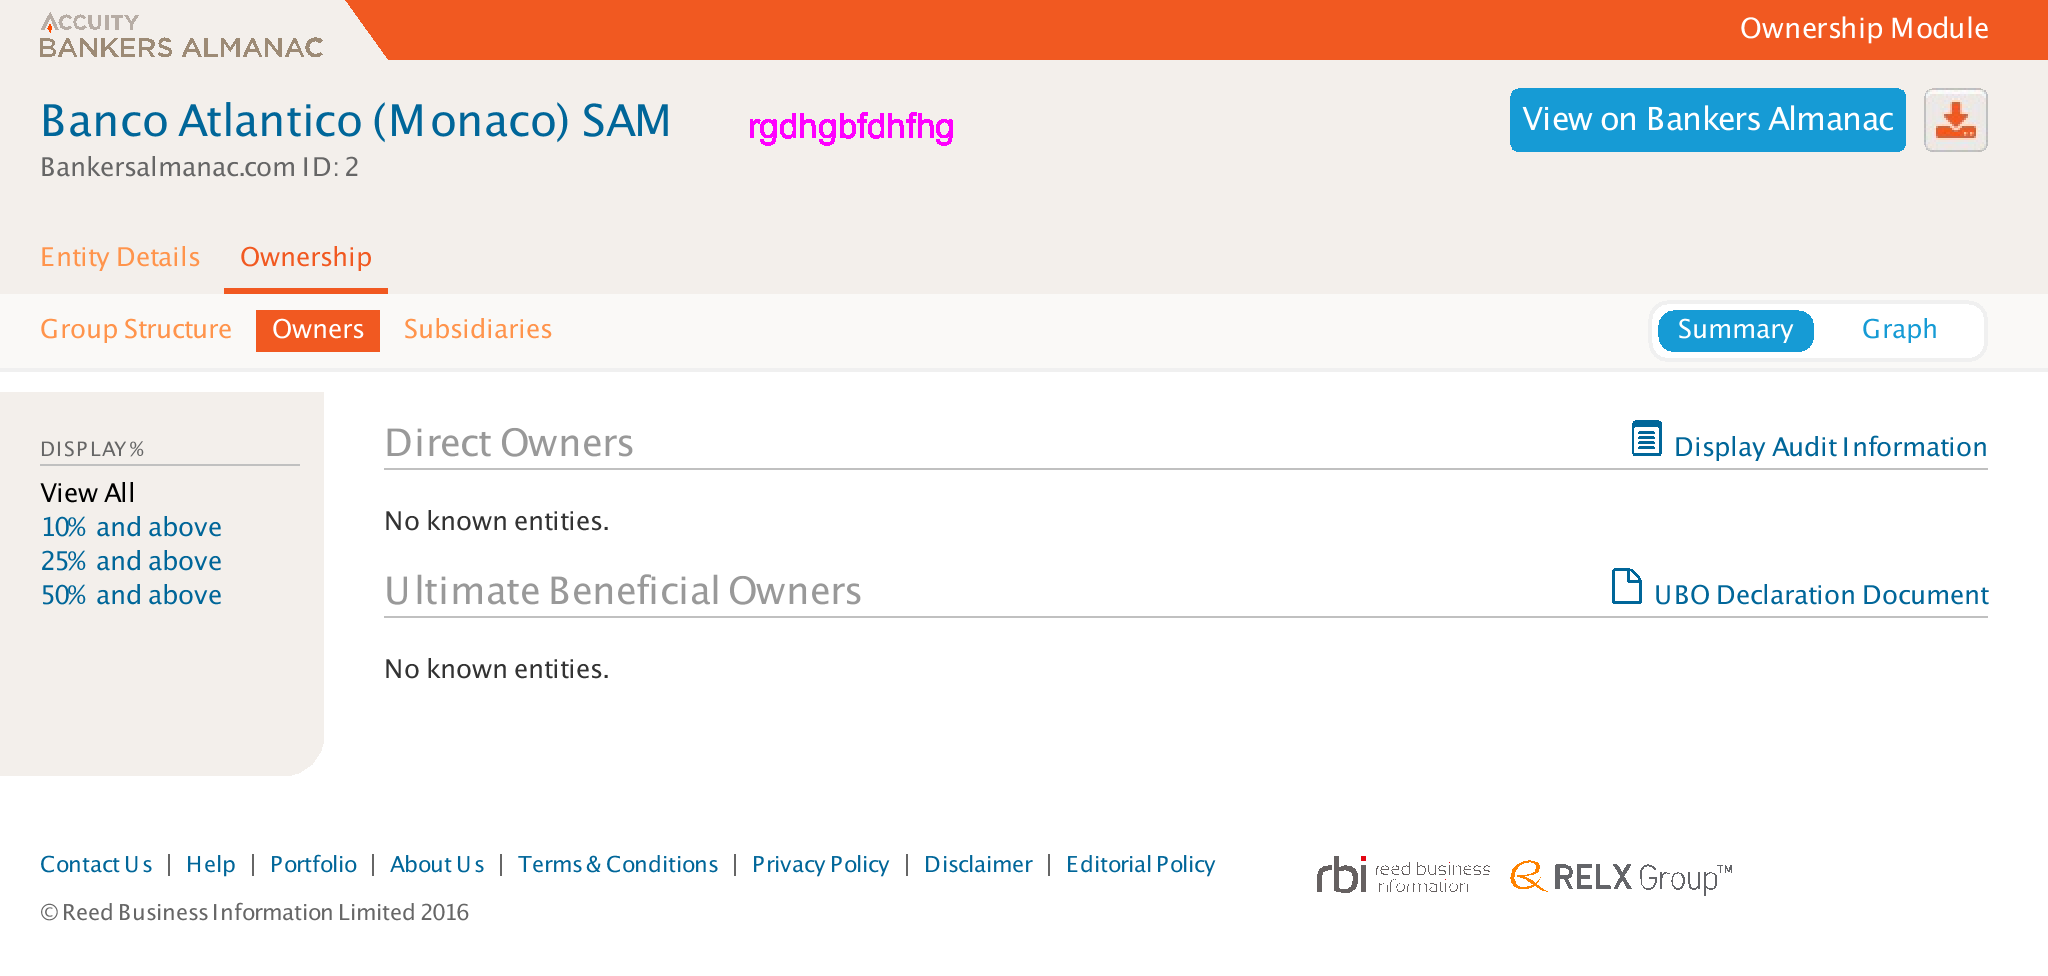 ACCUITY
BANKERS ALMANAC
Ownership Module
Banco Atlantico (Monaco) SAM
rgdhgbfdhfhg
View on Bankers Almanac
Bankersalmanac.com ID: 2
Entity Details
Ownership
Group Structure
Owners
Subsidiaries
Summary
Graph
DISPLAY%
View All
10% and above
25% and above
50% and above
Direct Owners
Display Audit Information
No known entities.
Ultimate Beneficial Owners
UBO Declaration Document
No known entities.
Contact Us | Help | Portfolio | About Us | Terms & Conditions | Privacy Policy | Disclaimer | Editorial Policy
rbi reed business
information
RELX Group™
© Reed Business Information Limited 2016